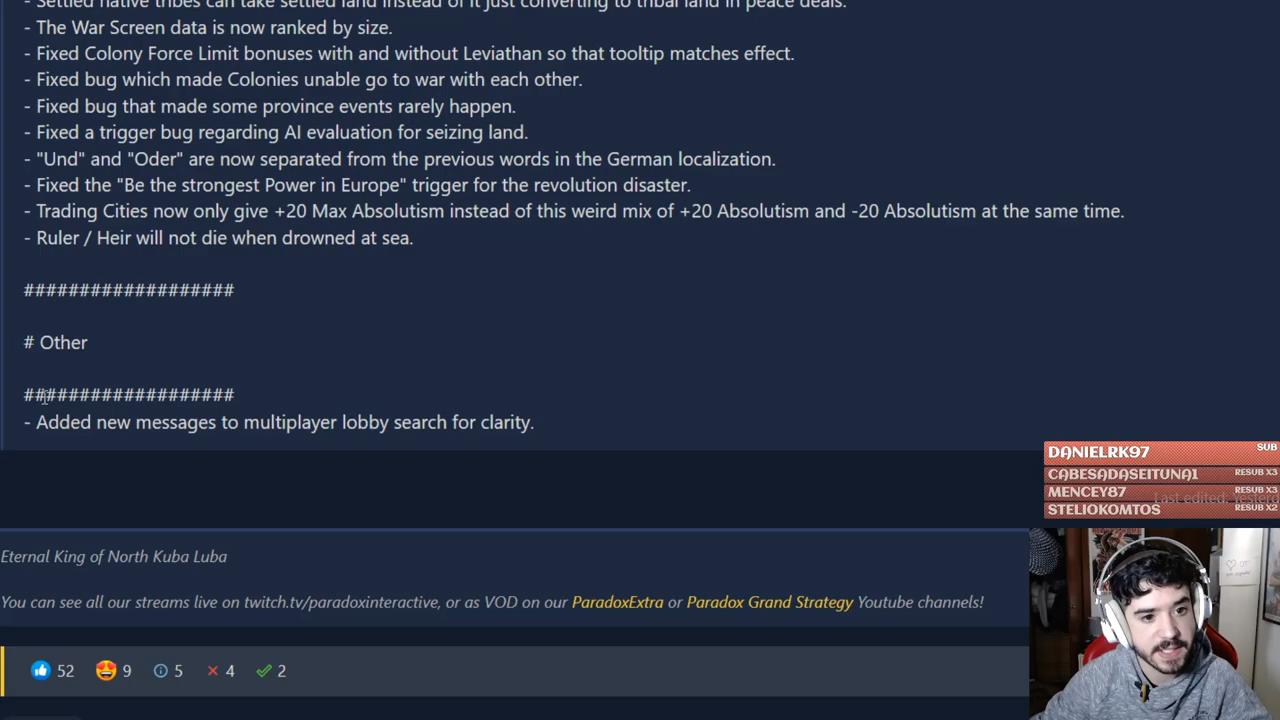 - Settled native tribes can take settled land instead of it just converting to tribal land in peace deals.
- The War Screen data is now ranked by size.
- Fixed Colony Force Limit bonuses with and without Leviathan so that tooltip matches effect.
- Fixed bug which made Colonies unable go to war with each other.
- Fixed bug that made some province events rarely happen.
- Fixed a trigger bug regarding AI evaluation for seizing land.
- "Und" and "Oder" are now separated from the previous words in the German localization.
- Fixed the "Be the strongest Power in Europe" trigger for the revolution disaster.
- Trading Cities now only give +20 Max Absolutism instead of this weird mix of +20 Absolutism and -20 Absolutism at the same time.
- Ruler / Heir will not die when drowned at sea.
###################
# Other
###################
- Added new messages to multiplayer lobby search for clarity.
DANIELRK97 SUB
CABESADASEITUNA1 RESUB X3
MENCEY87 RESUB X3
Last edited:
STELIOKOMTOS RESUB X2
Eternal King of North Kuba Luba
You can see all our streams live on twitch.tv/paradoxinteractive, or as VOD on our ParadoxExtra or Paradox Grand Strategy Youtube channels!
52 9 5 4 2